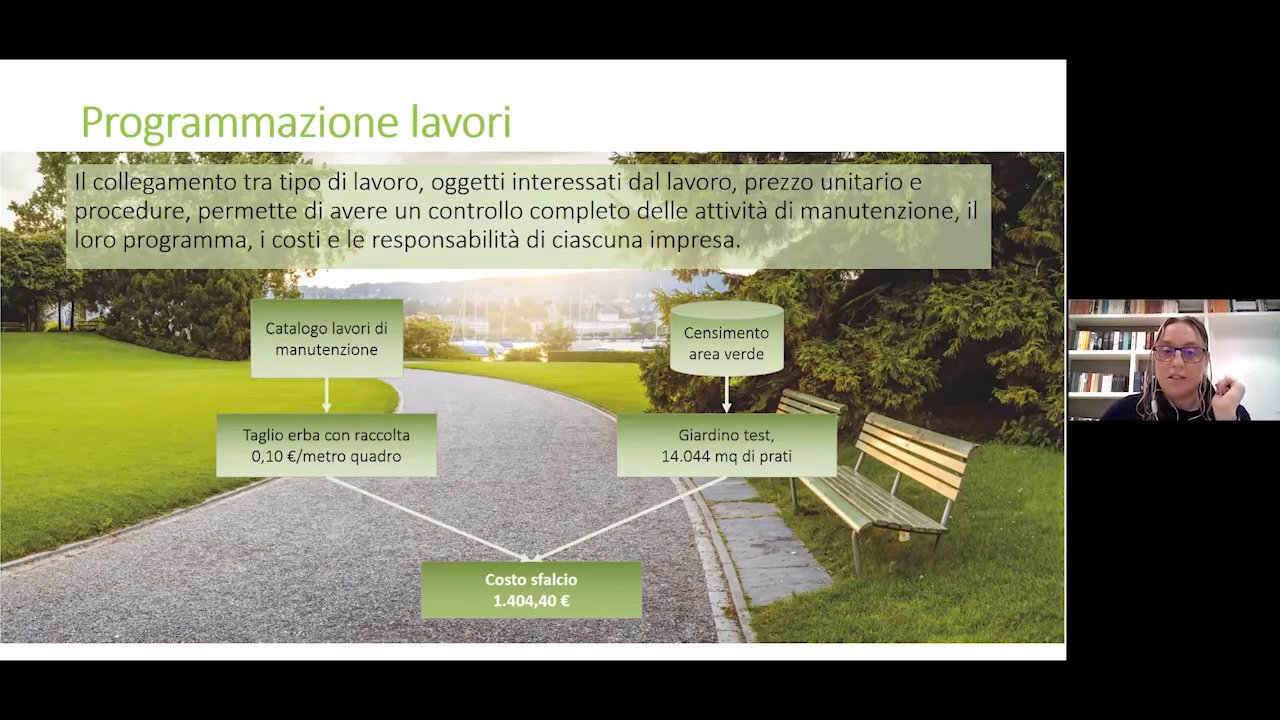 Programmazione lavori
Il collegamento tra tipo di lavoro, oggetti interessati dal lavoro, prezzo unitario e
procedure, permette di avere un controllo completo delle attività di manutenzione, il
loro programma, i costi e le responsabilità di ciascuna impresa.
Catalogo lavori di
manutenzione
Censimento
area verde
Taglio erba con raccolta
0,10 €/metro quadro
Giardino test,
14.044 mq di prati
Costo sfalcio
1.404,40 €